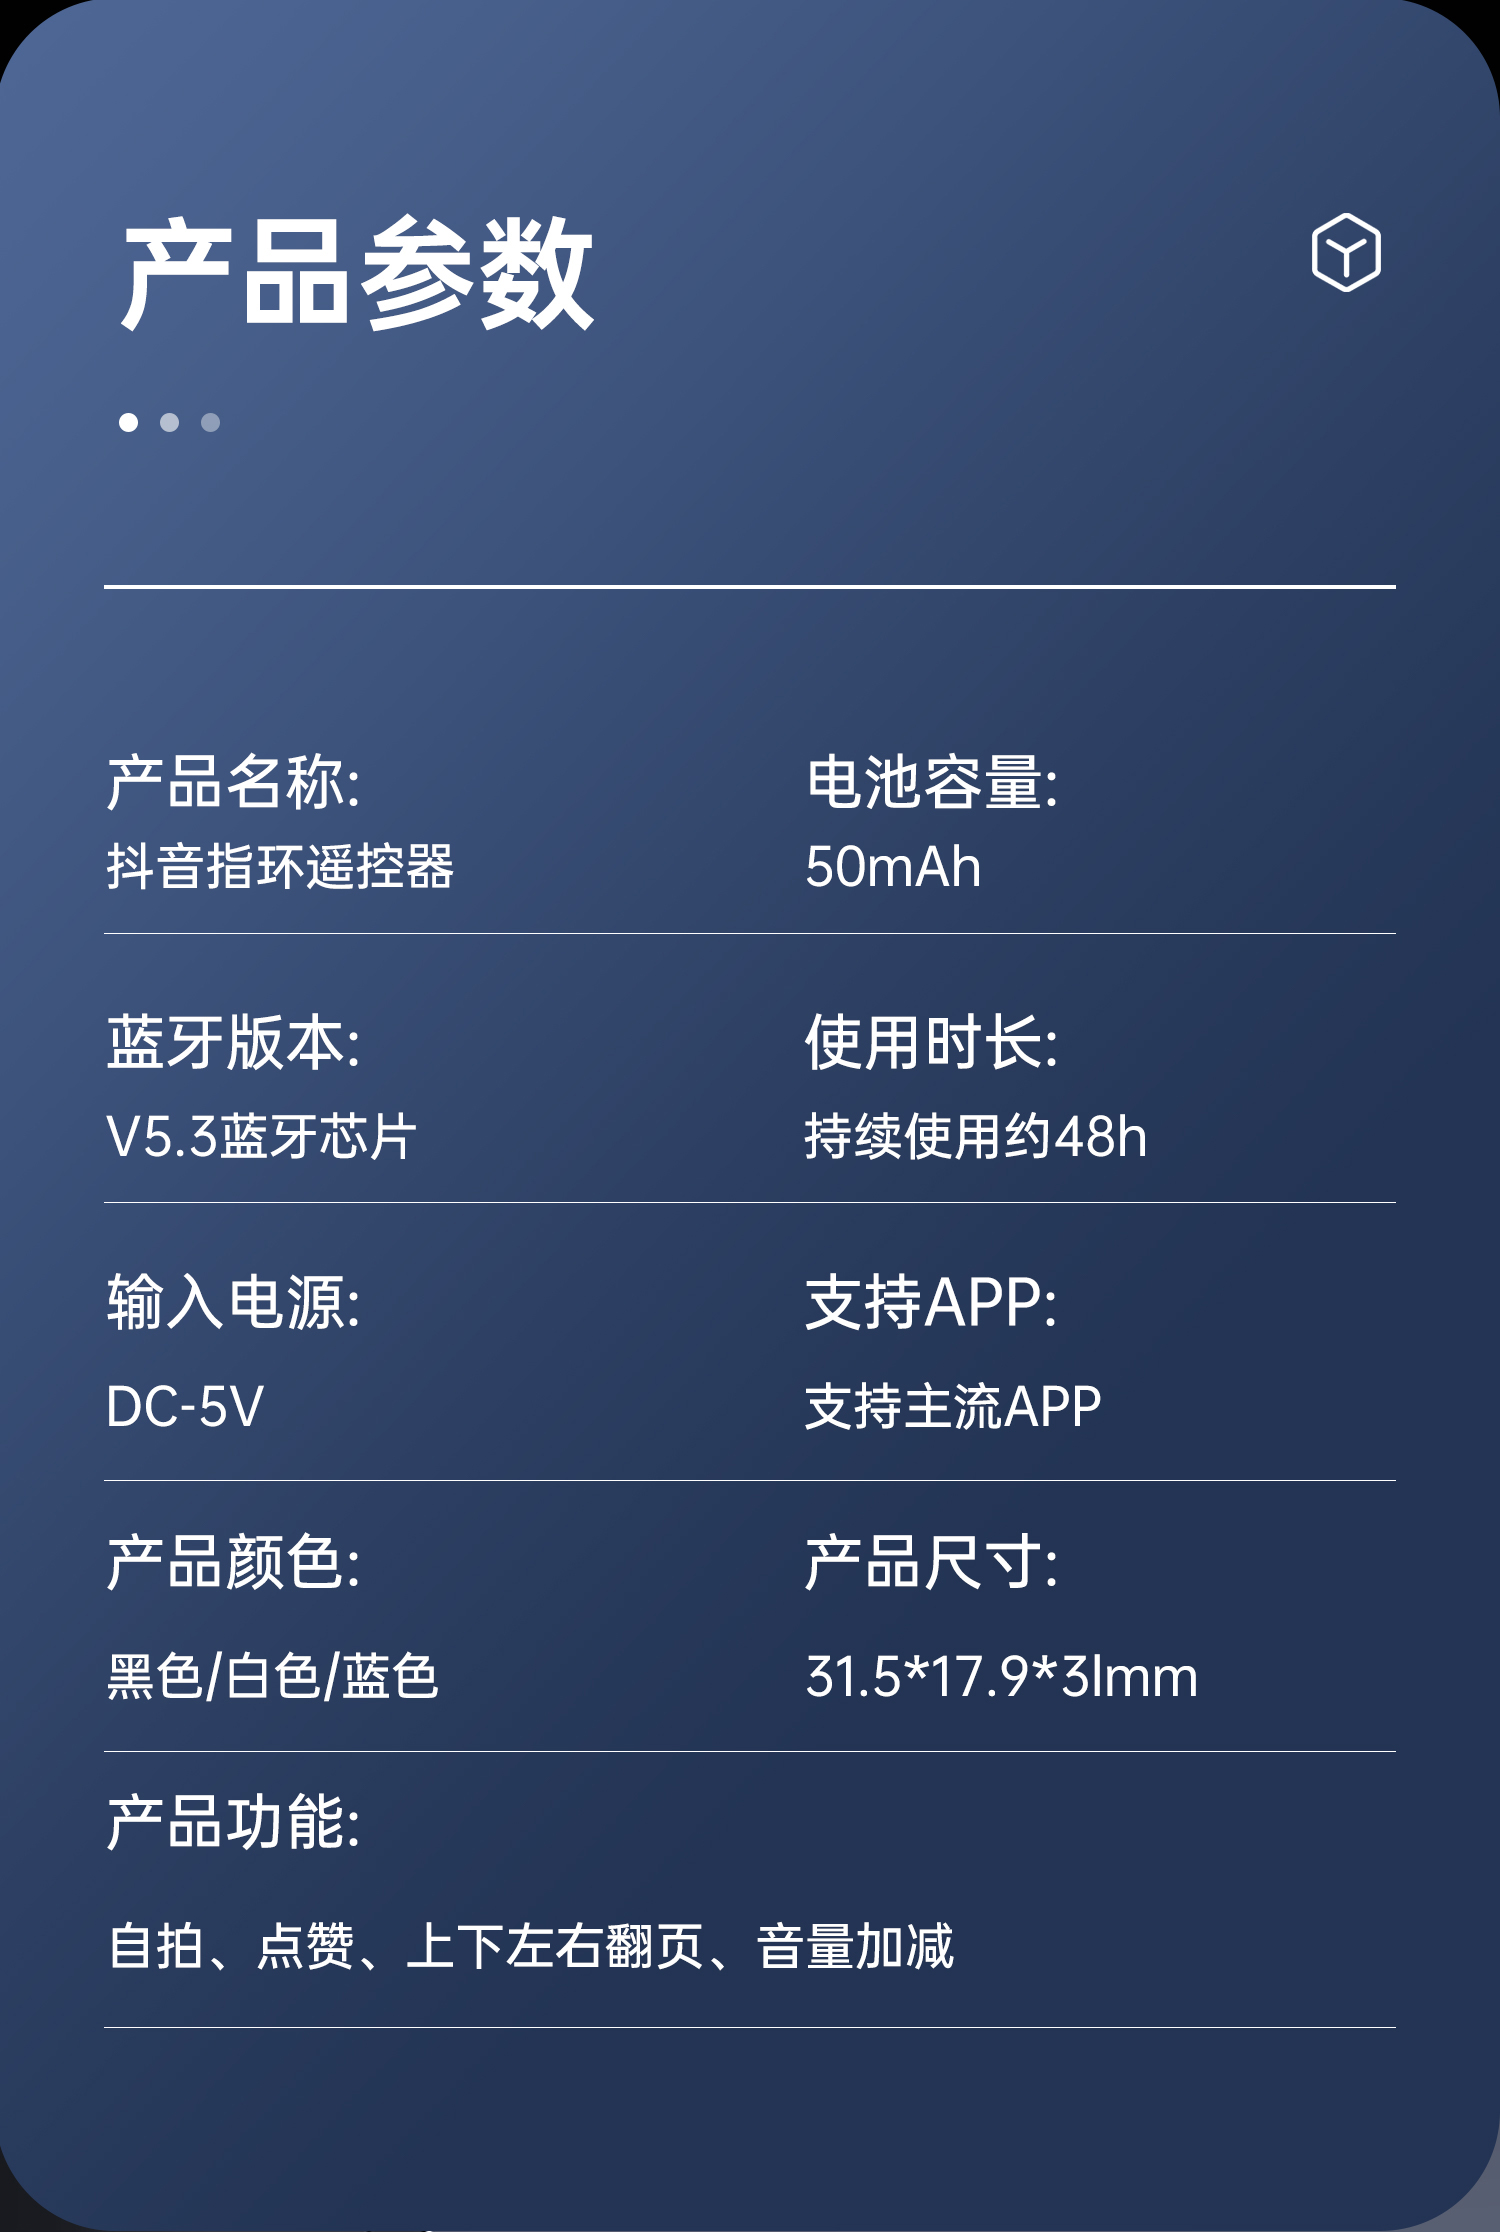 产品参数
产品名称:
电池容量:
抖音指环遥控器
50mAh
蓝牙版本:
使用时长:
V5.3蓝牙芯片
持续使用约48h
输入电源:
支持APP:
DC-5V
支持主流APP
产品颜色:
产品尺寸:
黑色/白色/蓝色
31.5*17.9*3lmm
产品功能:
自拍、点赞、上下左右翻页、音量加减